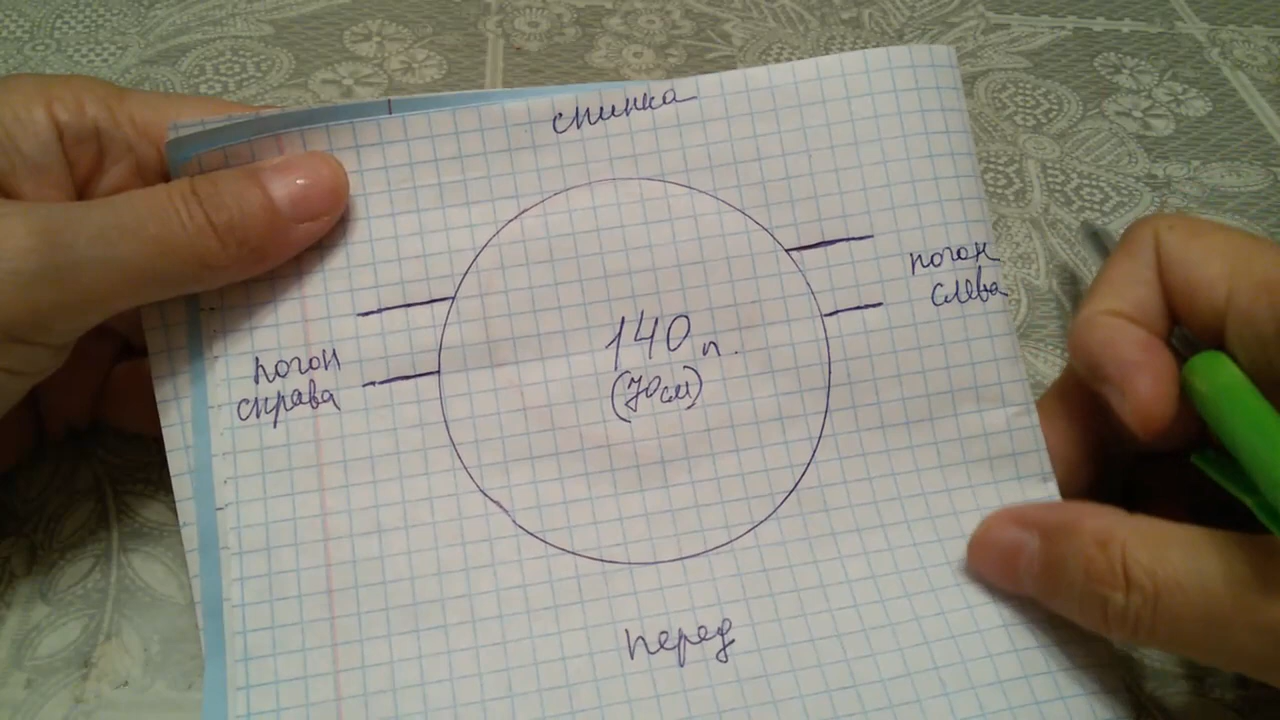 спинка
погон
слева
140 п.
(70см)
погон
справа
перед